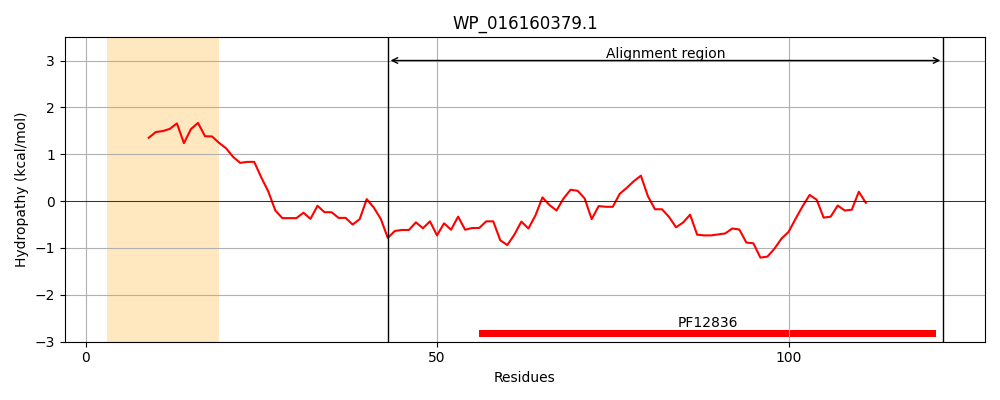 WP_016160379.1
Alignment region
3
2
1
0
−1
−2
−3
Hydropathy (kcal/mol)
PF12836
0
50
100
Residues